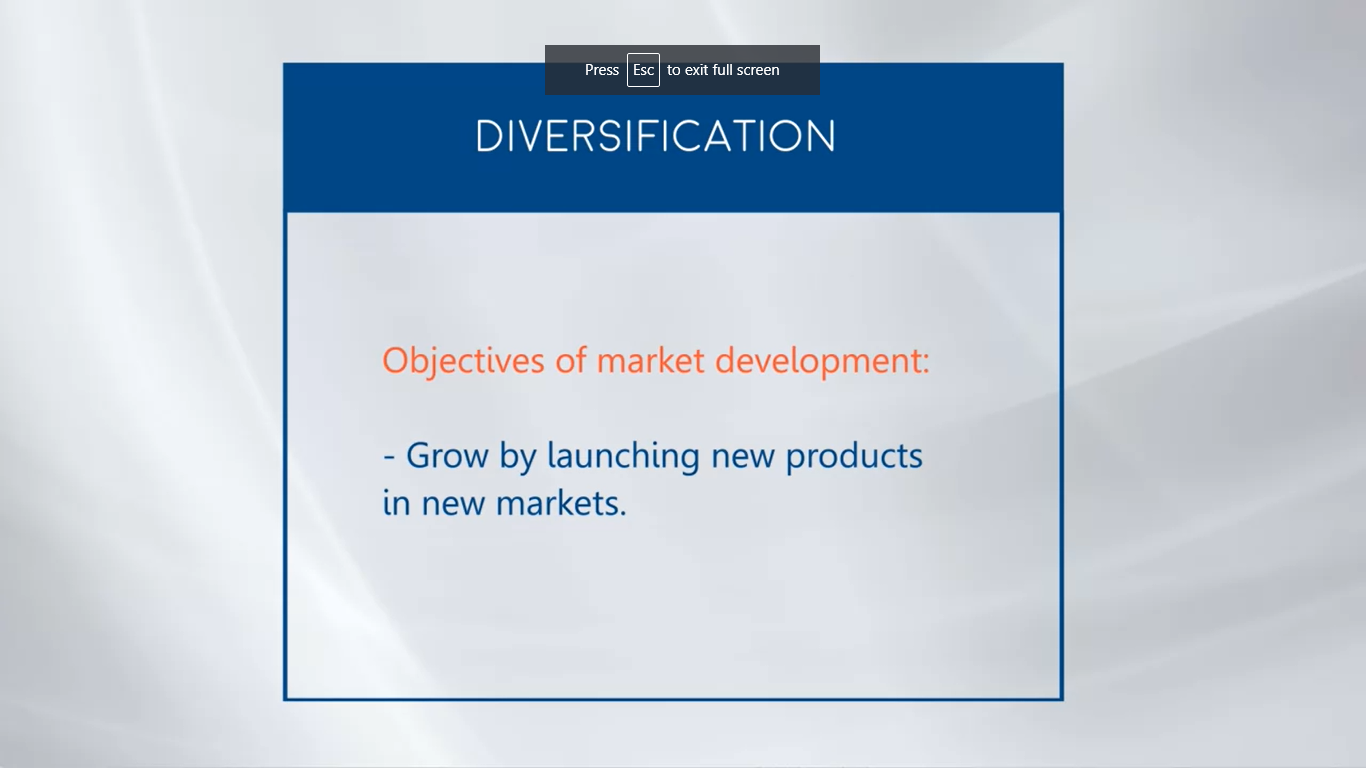 Press Esc to exit full screen
DIVERSIFICATION
Objectives of market development:
- Grow by launching new products
in new markets.